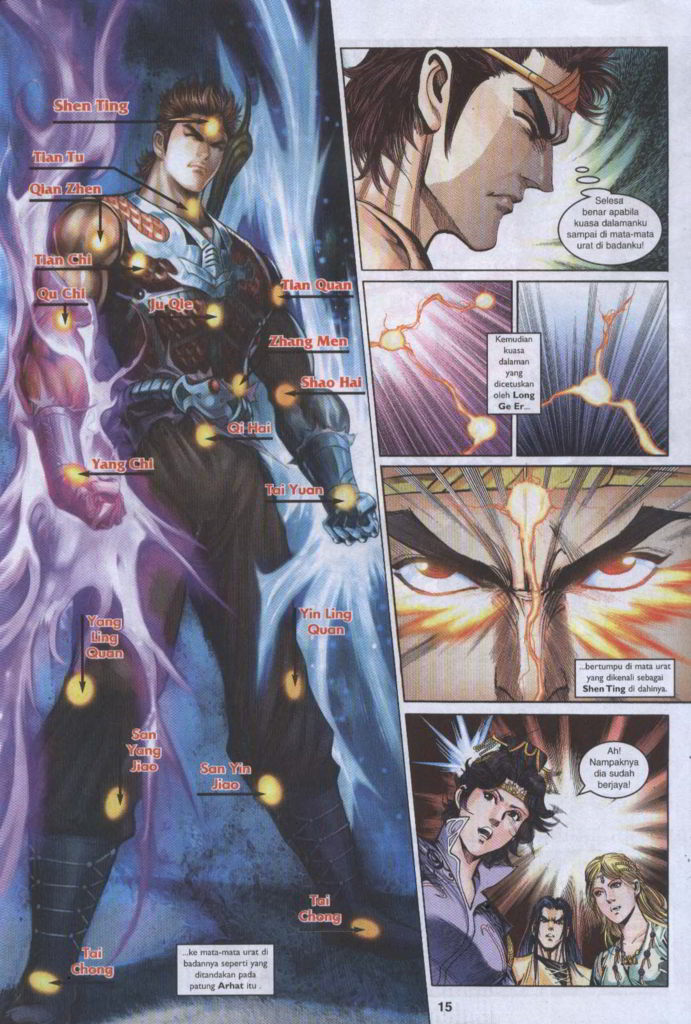 Shen Ting
Tian Tu
Qian Zhen
Tian Chi
Qu Chi
Ju Qie
Tian Quan
Zhang Men
Shao Hai
Qi Hai
Yang Chi
Tai Yuan
Yang
Ling
Quan
Yin Ling
Quan
San
Yang
Jiao
San Yin
Jiao
Tai
Chong
Tai
Chong
Selesa
benar apabila
kuasa dalamanku
sampai di mata-mata
urat di badanku!
Kemudian
kuasa
dalaman
yang
dicetuskan
oleh Long
Ge Er...
...bertumpu di mata urat
yang dikenali sebagai
Shen Ting di dahinya.
...ke mata-mata urat di
badannya seperti yang
ditandakan pada
patung Arhat itu .
Ah!
Nampaknya
dia sudah
berjaya!
15